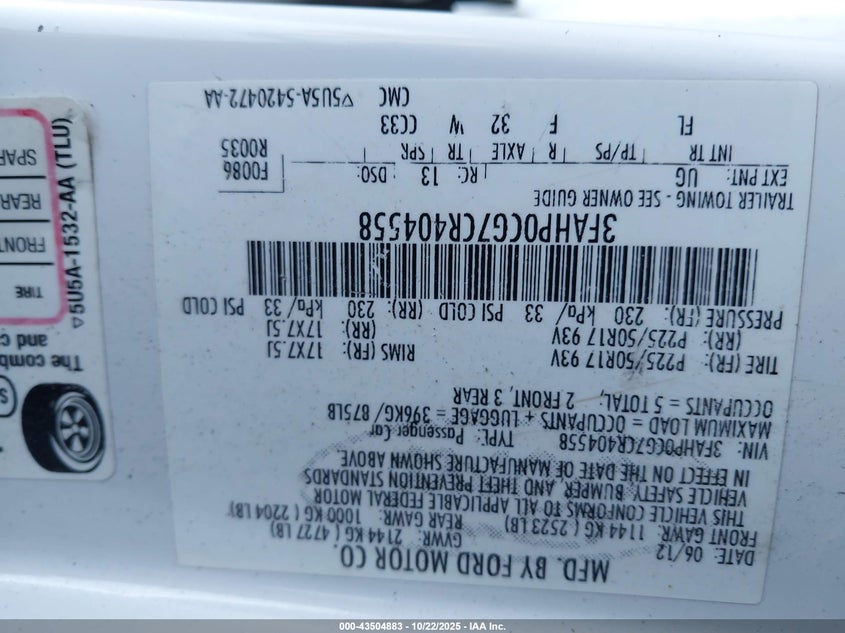 MFD. BY FORD MOTOR CO.
DATE: 06/12 GVWR: 2144 KG ( 4727 LB)
FRONT GAWR: 1144 KG ( 2523 LB) REAR GAWR: 1000 KG ( 2204 LB)
THIS VEHICLE CONFORMS TO ALL APPLICABLE FEDERAL MOTOR
VEHICLE SAFETY, BUMPER, AND THEFT PREVENTION STANDARDS
IN EFFECT ON THE DATE OF MANUFACTURE SHOWN ABOVE.
VIN: 3FAHP0CG7CR404558 TYPE: Passenger Car
MAXIMUM LOAD = OCCUPANTS + LUGGAGE = 396KG/ 875LB
OCCUPANTS = 5 TOTAL, 2 FRONT, 3 REAR
TIRE (FR): P225/50R17 93V RIMS (FR): 17X7.5J
(RR): P225/50R17 93V (RR): 17X7.5J
PRESSURE (FR): 230 kPa/ 33 PSI COLD (RR): 230 kPa/ 33 PSI COLD
3FAHP0CG7CR404558
TRAILER TOWING - SEE OWNER GUIDE
EXT PNT: UG RC: 13 DSO: F0086
INT TR TP/PS R AXLE TR SPR R0035
FL F 32 W CC33
CMC ▽5U5A-5420472-AA
The comb
and c
TIRE
FRONT
REAR
SPAR
▽5U5A-1532-AA (TLU)
000-43504883 - 10/22/2025 - IAA Inc.